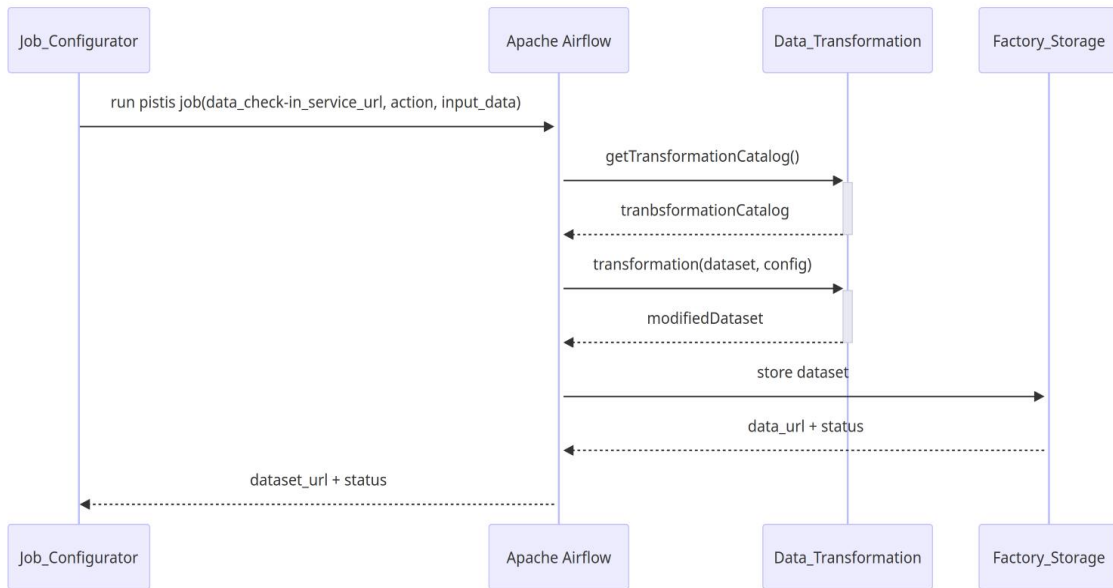 Job_Configurator
Apache Airflow
Data_Transformation
Factory_Storage
run pistis job(data_check-in_service_url, action, input_data)
getTransformationCatalog()
tranbsformationCatalog
transformation(dataset, config)
modifiedDataset
store dataset
data_url + status
dataset_url + status
Job_Configurator
Apache Airflow
Data_Transformation
Factory_Storage